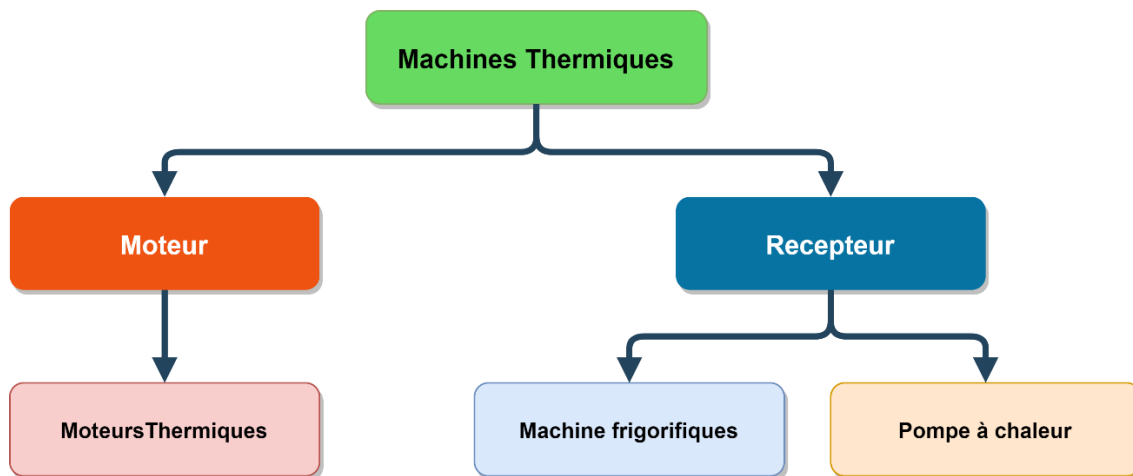 Machines Thermiques
Moteur
Recepteur
MoteursThermiques
Machine frigorifiques
Pompe à chaleur